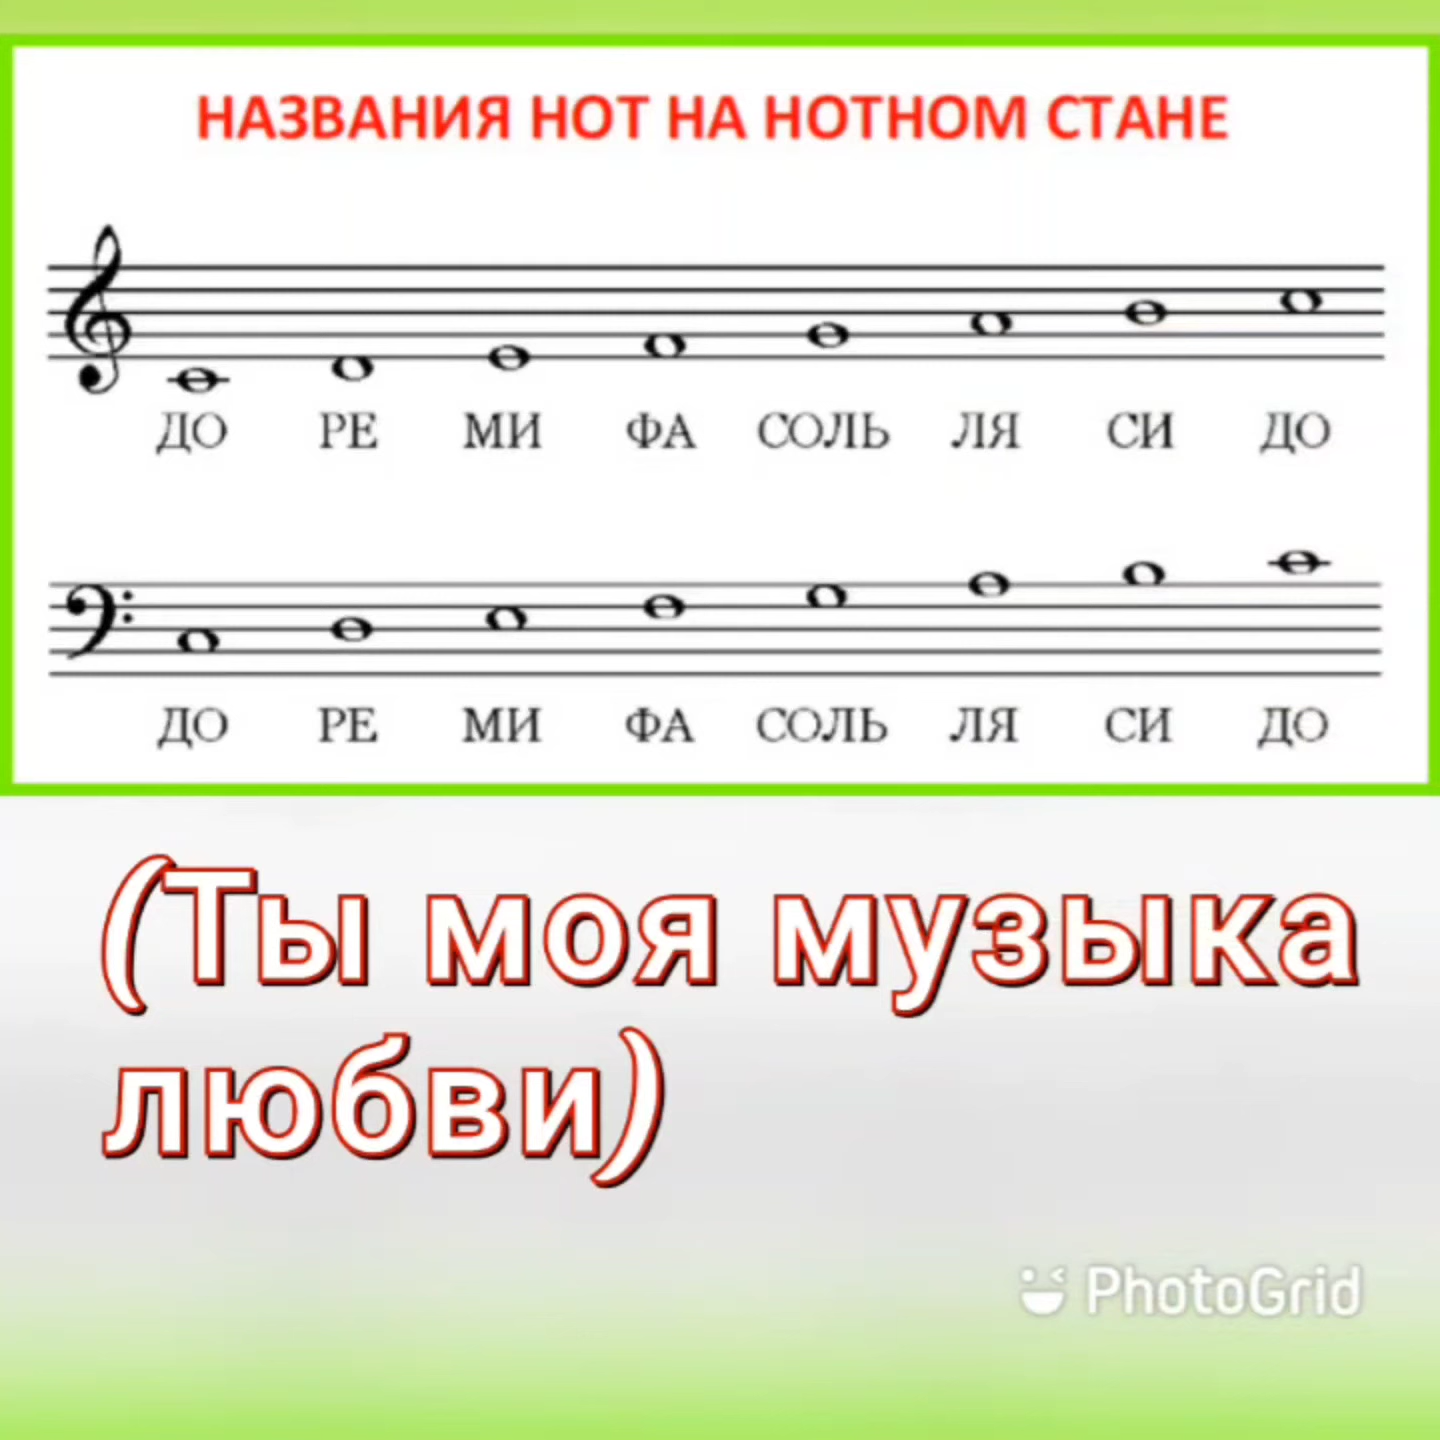 НАЗВАНИЯ НОТ НА НОТНОМ СТАНЕ
ДО РЕ МИ ФА СОЛЬ ЛЯ СИ ДО
ДО РЕ МИ ФА СОЛЬ ЛЯ СИ ДО
(Ты моя музыка
любви)
PhotoGrid